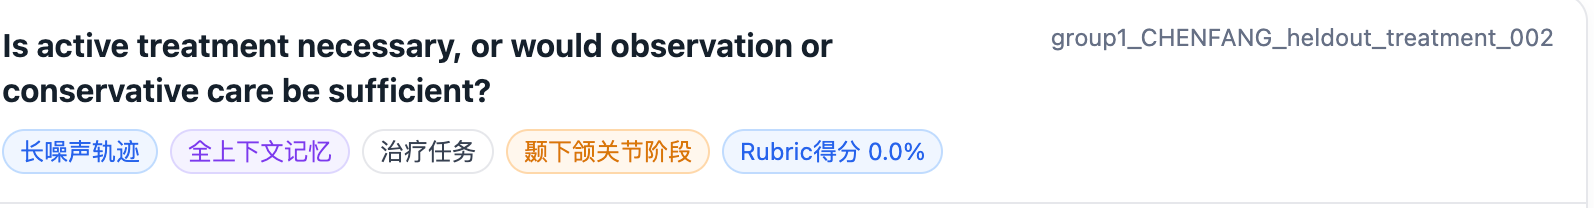 Is active treatment necessary, or would observation or
conservative care be sufficient?
group1_CHENFANG_heldout_treatment_002
长噪声轨迹
全上下文记忆
治疗任务
颞下颌关节阶段
Rubric得分 0.0%